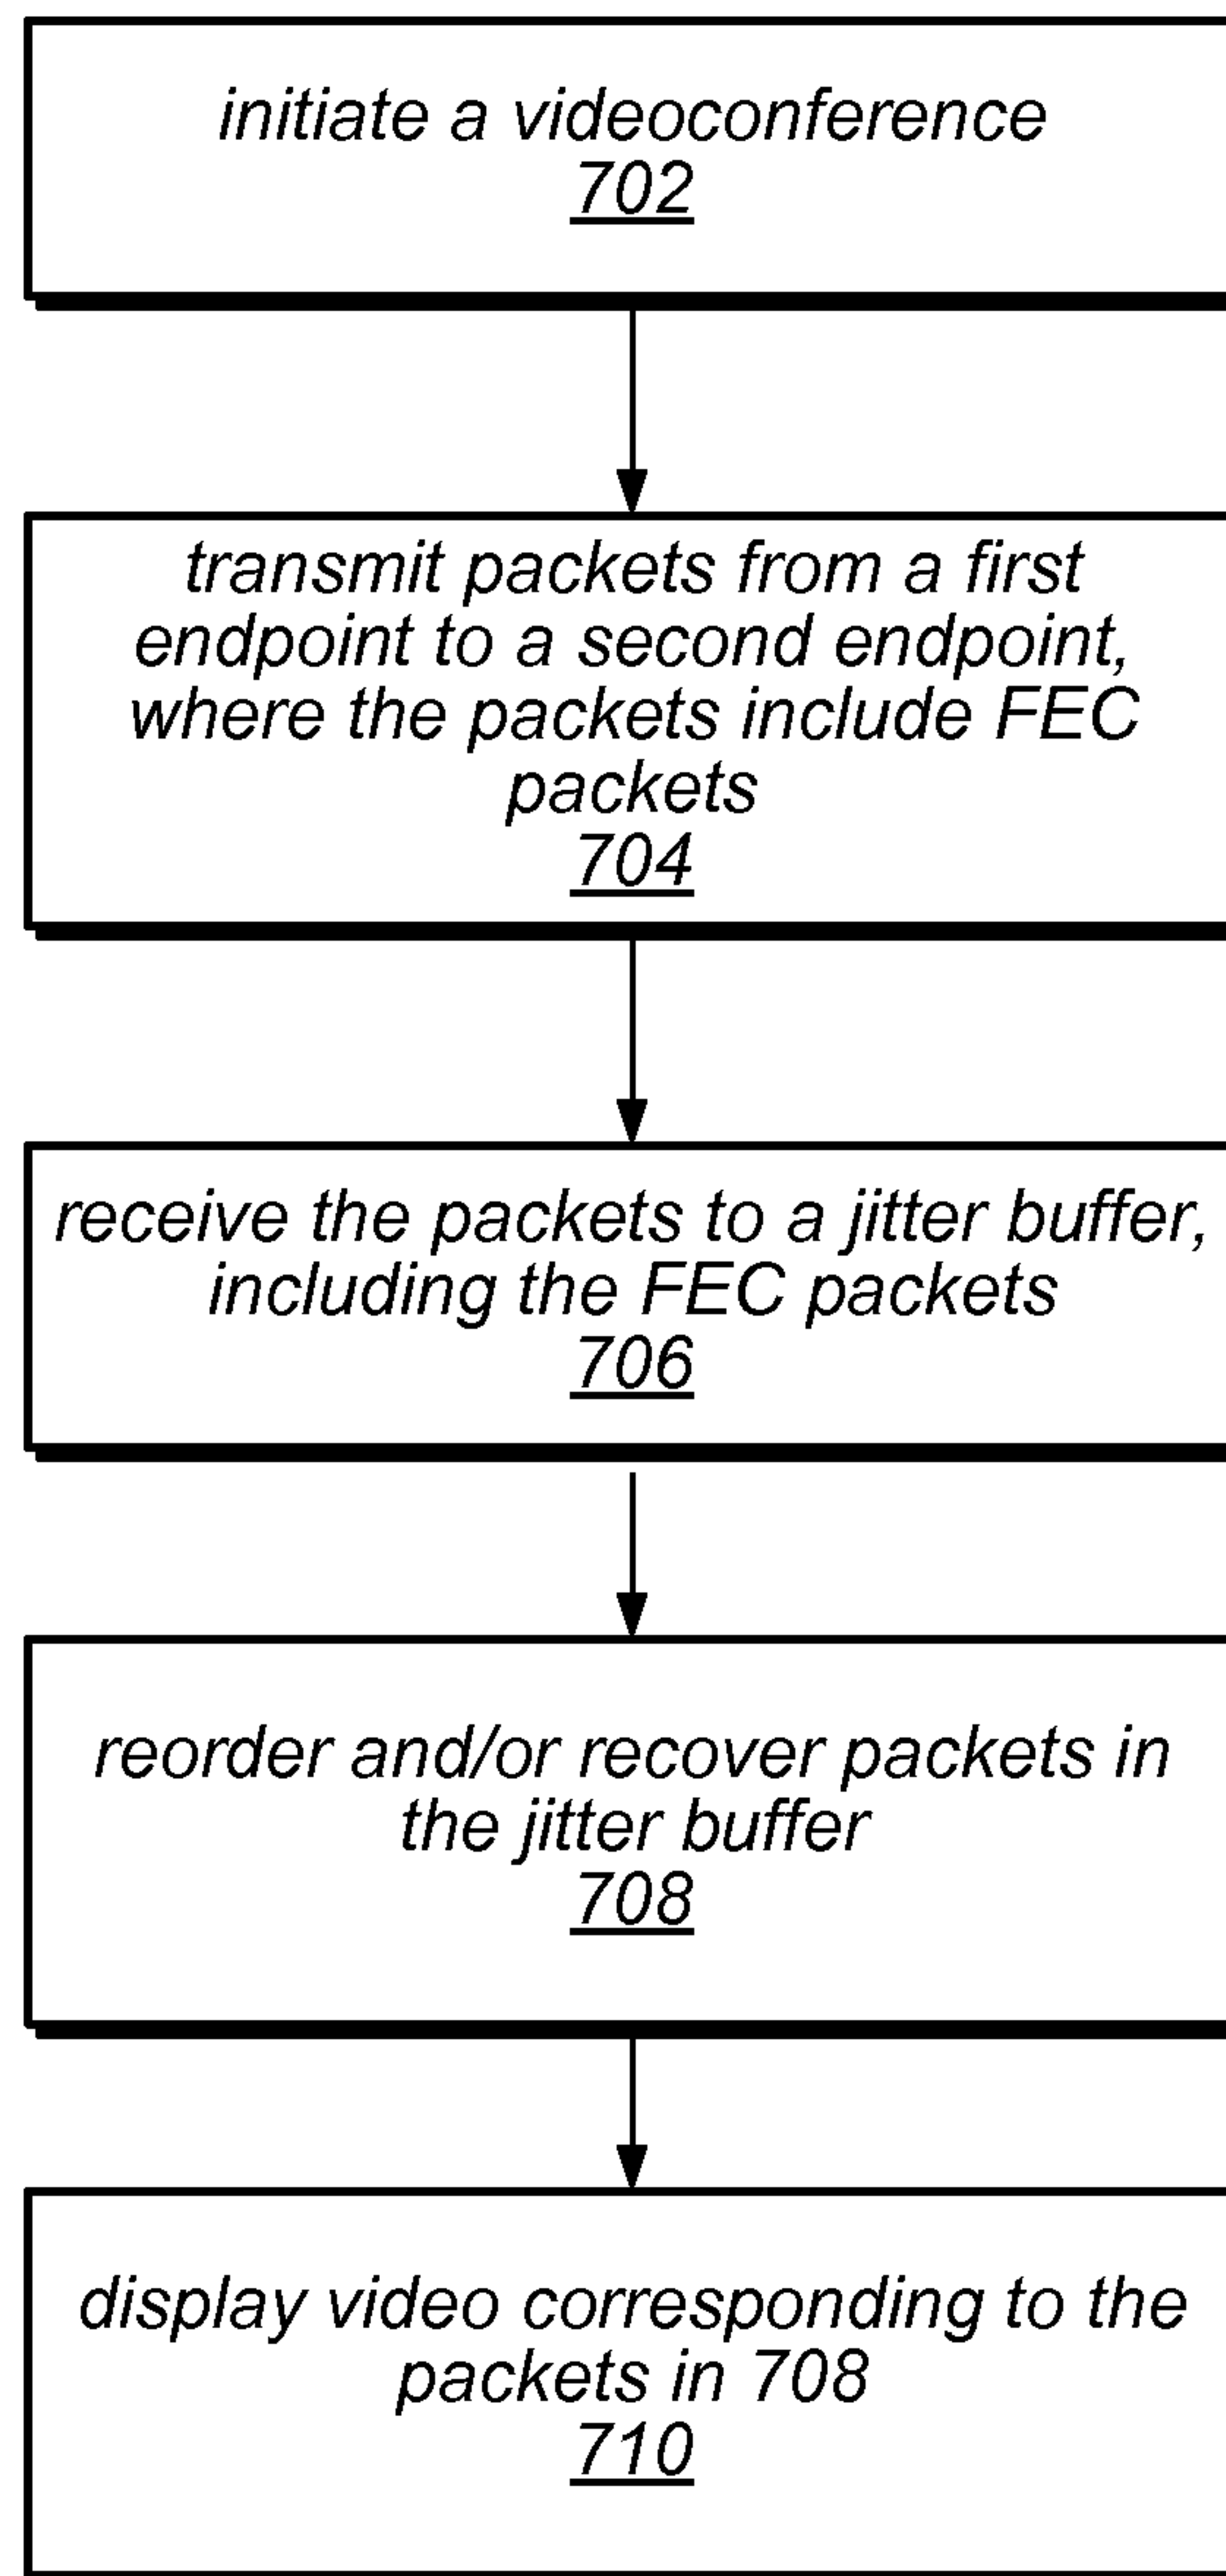 initiate a videoconference
702
transmit packets from a first
endpoint to a second endpoint,
where the packets include FEC
packets
704
receive the packets to a jitter buffer,
including the FEC packets
706
reorder and/or recover packets in
the jitter buffer
708
display video corresponding to the
packets in 708
710